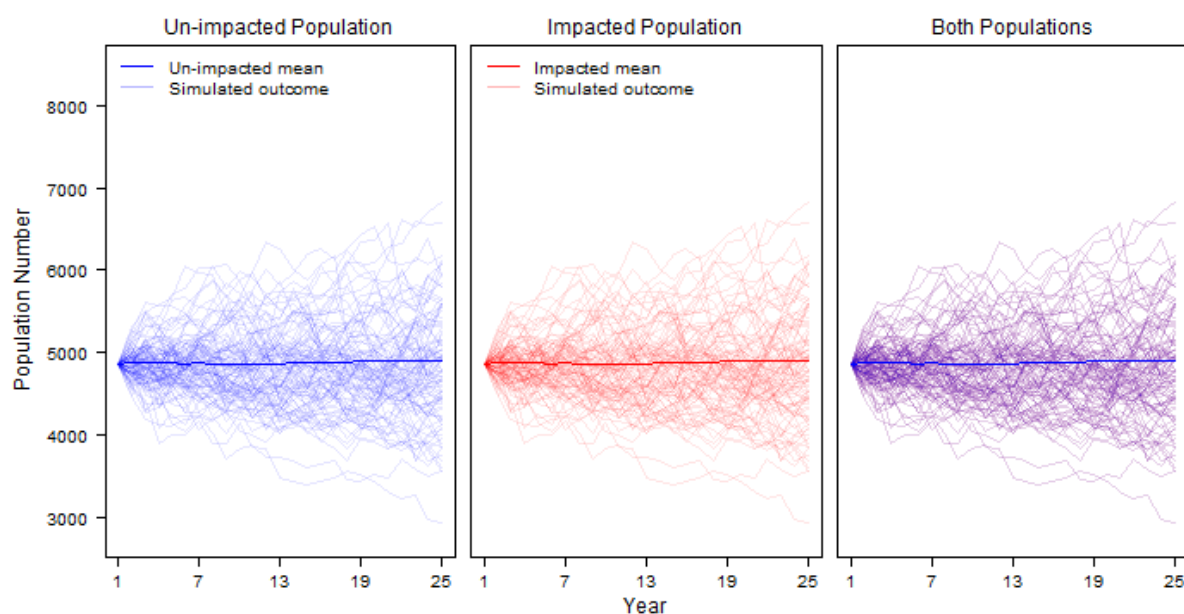 Un-impacted Population
Impacted Population
Both Populations
Un-impacted mean
Simulated outcome
Impacted mean
Simulated outcome
Population Number
8000
7000
6000
5000
4000
3000
1 7 13 19 25
1 7 13 19 25
1 7 13 19 25
Year